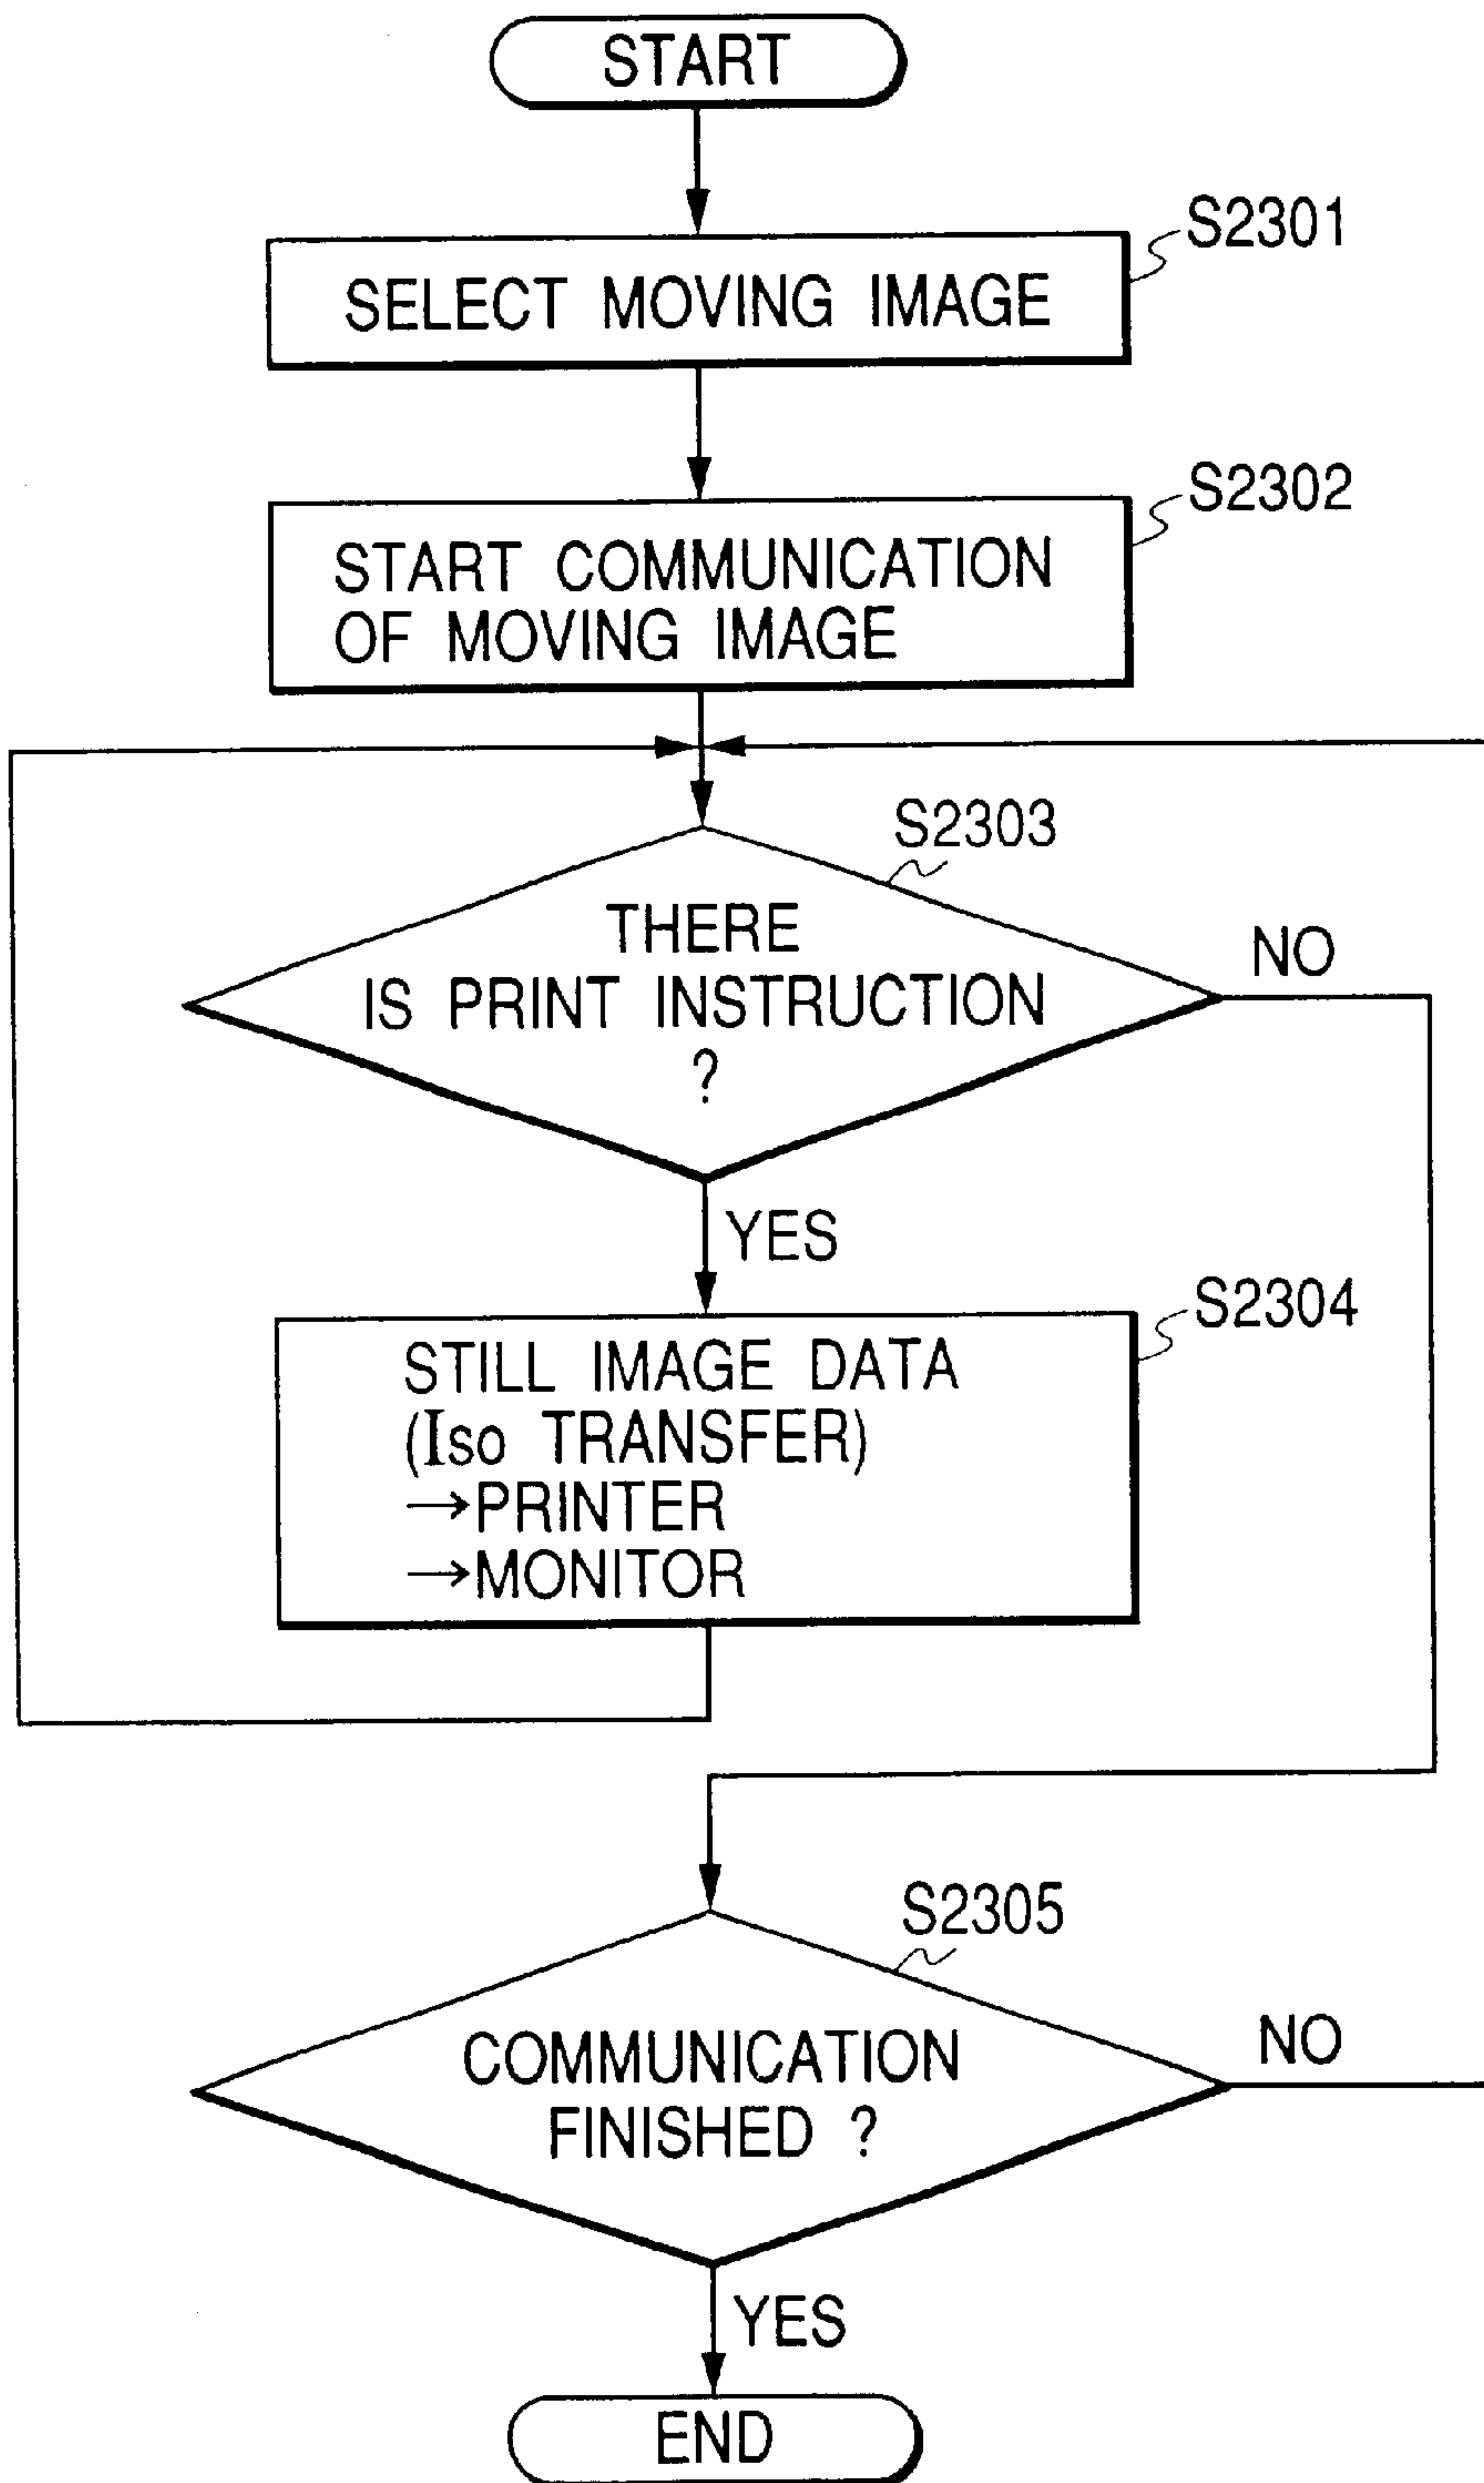 START
S2301
SELECT MOVING IMAGE
S2302
START COMMUNICATION
OF MOVING IMAGE
S2303
THERE
IS PRINT INSTRUCTION
?
NO
YES
S2304
STILL IMAGE DATA
(Iso TRANSFER)
→PRINTER
→MONITOR
S2305
COMMUNICATION
FINISHED ?
NO
YES
END